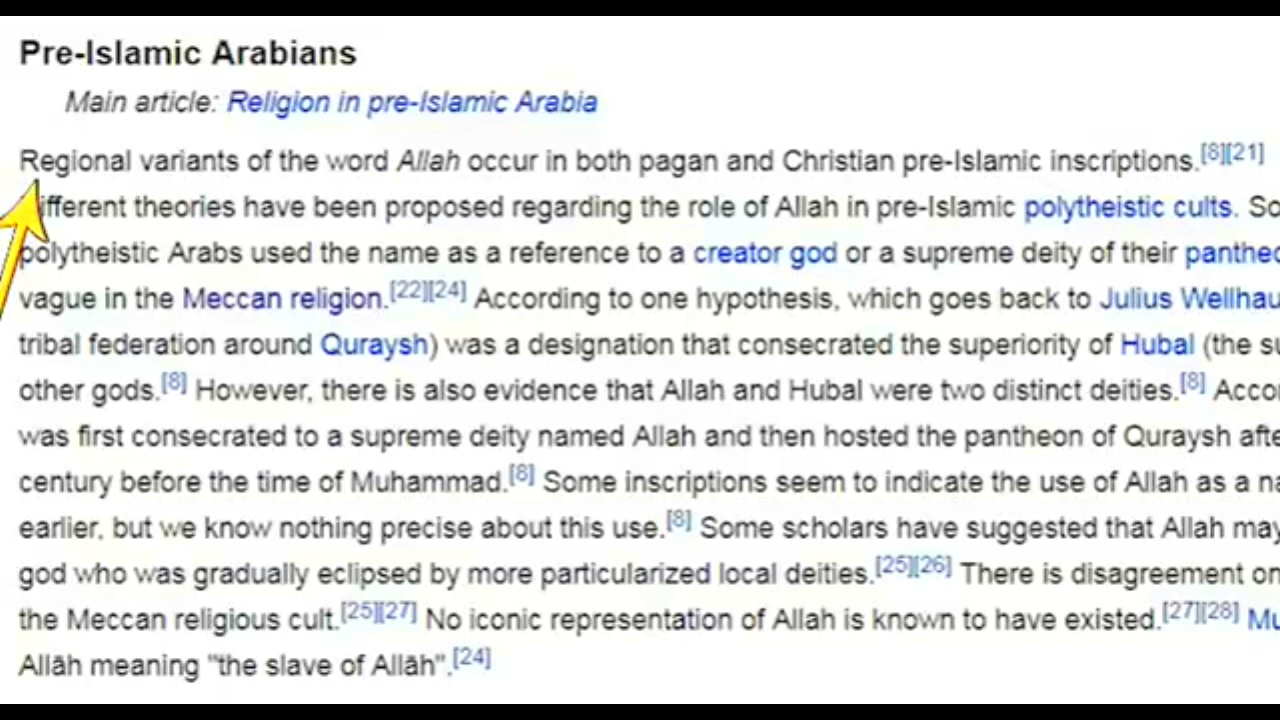 Pre-Islamic Arabians
Main article: Religion in pre-Islamic Arabia
Regional variants of the word Allah occur in both pagan and Christian pre-Islamic inscriptions.[8][21]
ifferent theories have been proposed regarding the role of Allah in pre-Islamic polytheistic cults. So
polytheistic Arabs used the name as a reference to a creator god or a supreme deity of their pantheo
vague in the Meccan religion.[22][24] According to one hypothesis, which goes back to Julius Wellhau
tribal federation around Quraysh) was a designation that consecrated the superiority of Hubal (the su
other gods.[8] However, there is also evidence that Allah and Hubal were two distinct deities.[8] Accor
was first consecrated to a supreme deity named Allah and then hosted the pantheon of Quraysh afte
century before the time of Muhammad.[8] Some inscriptions seem to indicate the use of Allah as a na
earlier, but we know nothing precise about this use.[8] Some scholars have suggested that Allah may
god who was gradually eclipsed by more particularized local deities.[25][26] There is disagreement on
the Meccan religious cult.[25][27] No iconic representation of Allah is known to have existed.[27][28] Mu
Allāh meaning "the slave of Allāh".[24]